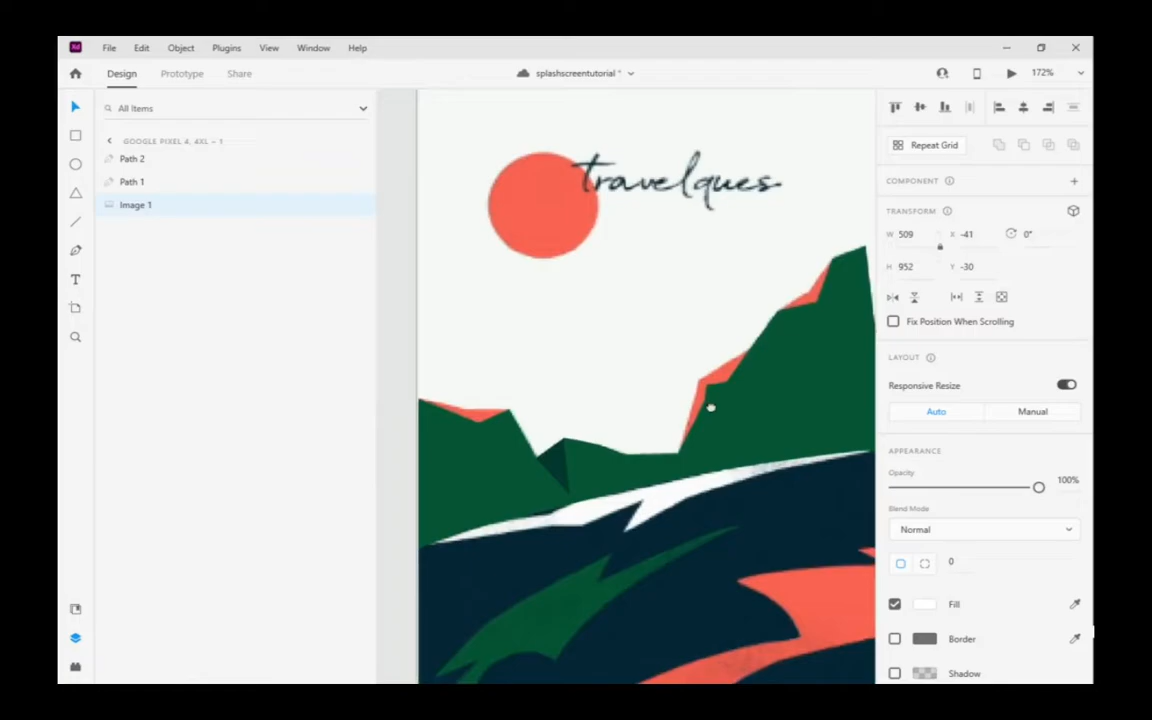 Xd File Edit Object Plugins View Window Help
Design Prototype Share splashscreentutorial * 172%
All Items
GOOGLE PIXEL 4, 4XL – 1
Path 2
Path 1
Image 1
travelques
Repeat Grid
COMPONENT
TRANSFORM
W 509 X -41 0°
H 952 Y -30
Fix Position When Scrolling
LAYOUT
Responsive Resize
Auto Manual
APPEARANCE
Opacity
100%
Blend Mode
Normal
0
Fill
Border
Shadow